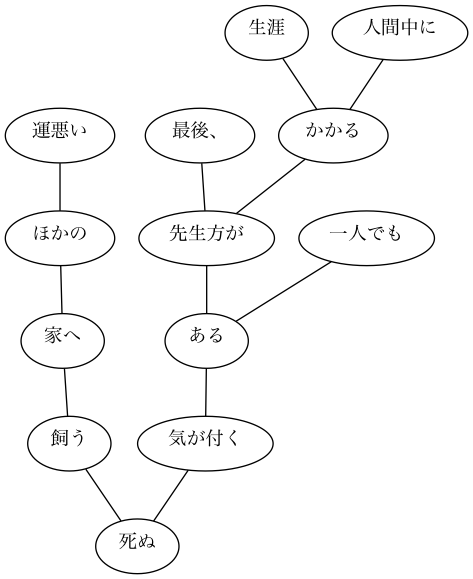 生涯
人間中に
運悪い
最後、
かかる
ほかの
先生方が
一人でも
家へ
ある
飼う
気が付く
死ぬ